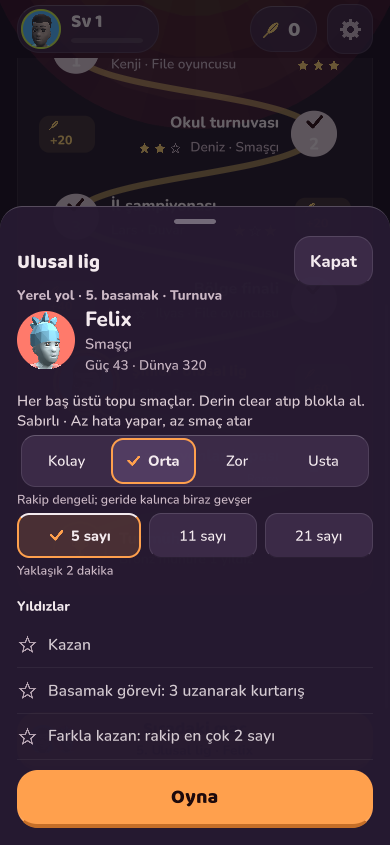 Sv 1
0
1
Kenji · File oyuncusu
+20
Okul turnuvası
Deniz · Smaşçı
2
İl şampiyonası
Ulusal lig
Kapat
Yerel yol · 5. basamak · Turnuva
Felix
Smaşçı
Güç 43 · Dünya 320
Her baş üstü topu smaçlar. Derin clear atıp blokla al.
Sabırlı · Az hata yapar, az smaç atar
Kolay
Orta
Zor
Usta
Rakip dengeli; geride kalınca biraz gevşer
5 sayı
11 sayı
21 sayı
Yaklaşık 2 dakika
Yıldızlar
Kazan
Basamak görevi: 3 uzanarak kurtarış
Farkla kazan: rakip en çok 2 sayı
Oyna